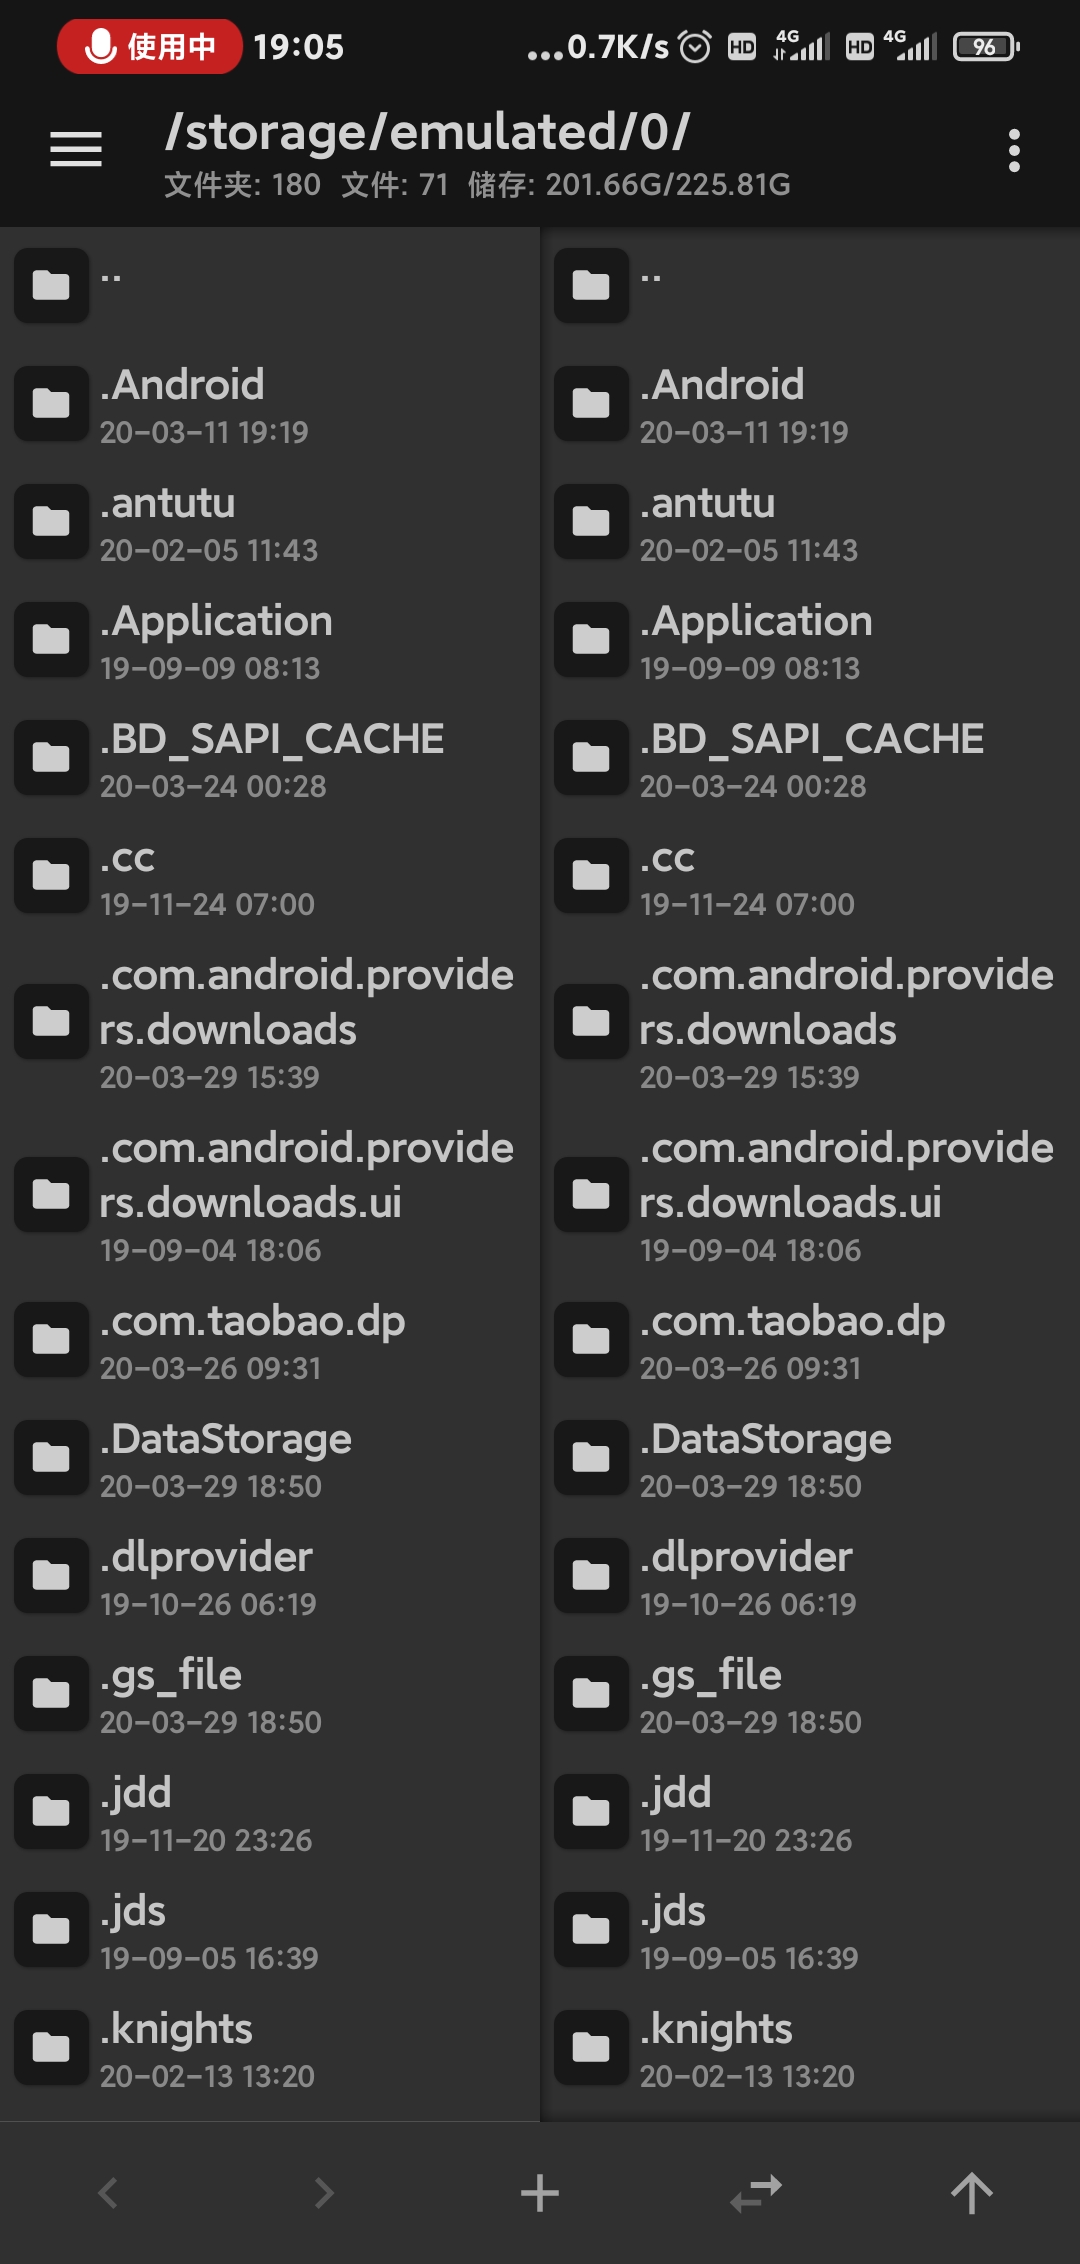 使用中 19:05 ...0.7K/s HD 4G HD 4G 96
/storage/emulated/0/
文件夹: 180 文件: 71 储存: 201.66G/225.81G
..
.Android
20-03-11 19:19
.antutu
20-02-05 11:43
.Application
19-09-09 08:13
.BD_SAPI_CACHE
20-03-24 00:28
.cc
19-11-24 07:00
.com.android.provide
rs.downloads
20-03-29 15:39
.com.android.provide
rs.downloads.ui
19-09-04 18:06
.com.taobao.dp
20-03-26 09:31
.DataStorage
20-03-29 18:50
.dlprovider
19-10-26 06:19
.gs_file
20-03-29 18:50
.jdd
19-11-20 23:26
.jds
19-09-05 16:39
.knights
20-02-13 13:20
..
.Android
20-03-11 19:19
.antutu
20-02-05 11:43
.Application
19-09-09 08:13
.BD_SAPI_CACHE
20-03-24 00:28
.cc
19-11-24 07:00
.com.android.provide
rs.downloads
20-03-29 15:39
.com.android.provide
rs.downloads.ui
19-09-04 18:06
.com.taobao.dp
20-03-26 09:31
.DataStorage
20-03-29 18:50
.dlprovider
19-10-26 06:19
.gs_file
20-03-29 18:50
.jdd
19-11-20 23:26
.jds
19-09-05 16:39
.knights
20-02-13 13:20